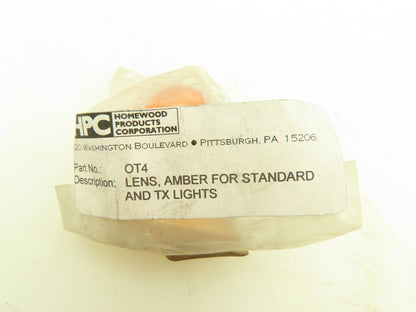 HPC HOMEWOOD
PRODUCTS
CORPORATION
WASHINGTON BOULEVARD ● PITTSBURGH, PA 15206
Part No.: OT4
Description: LENS, AMBER FOR STANDARD
AND TX LIGHTS